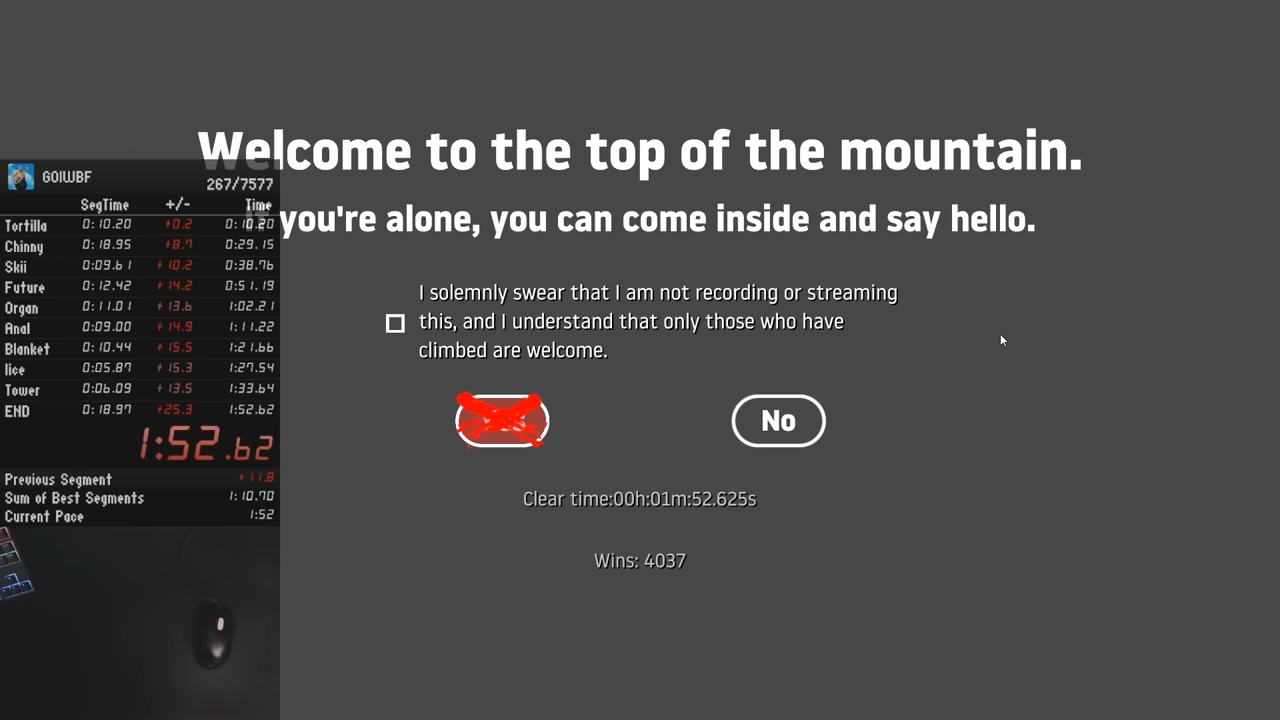 Welcome to the top of the mountain.
you're alone, you can come inside and say hello.
I solemnly swear that I am not recording or streaming
this, and I understand that only those who have
climbed are welcome.
No
Clear time:00h:01m:52.625s
Wins: 4037
GOIWBF
267/7577
SegTime +/- Time
Tortilla 0:10.20 +0.2 0:10.20
Chinny 0:18.95 +8.7 0:29.15
Skii 0:09.61 +10.2 0:38.76
Future 0:12.42 +14.2 0:51.19
Organ 0:11.01 +13.6 1:02.21
Anal 0:09.00 +14.9 1:11.22
Blanket 0:10.44 +15.5 1:21.66
Iice 0:05.87 +15.3 1:27.54
Tower 0:06.09 +13.5 1:33.64
END 0:18.97 +25.3 1:52.62
1:52.62
Previous Segment +11.8
Sum of Best Segments 1:10.70
Current Pace 1:52